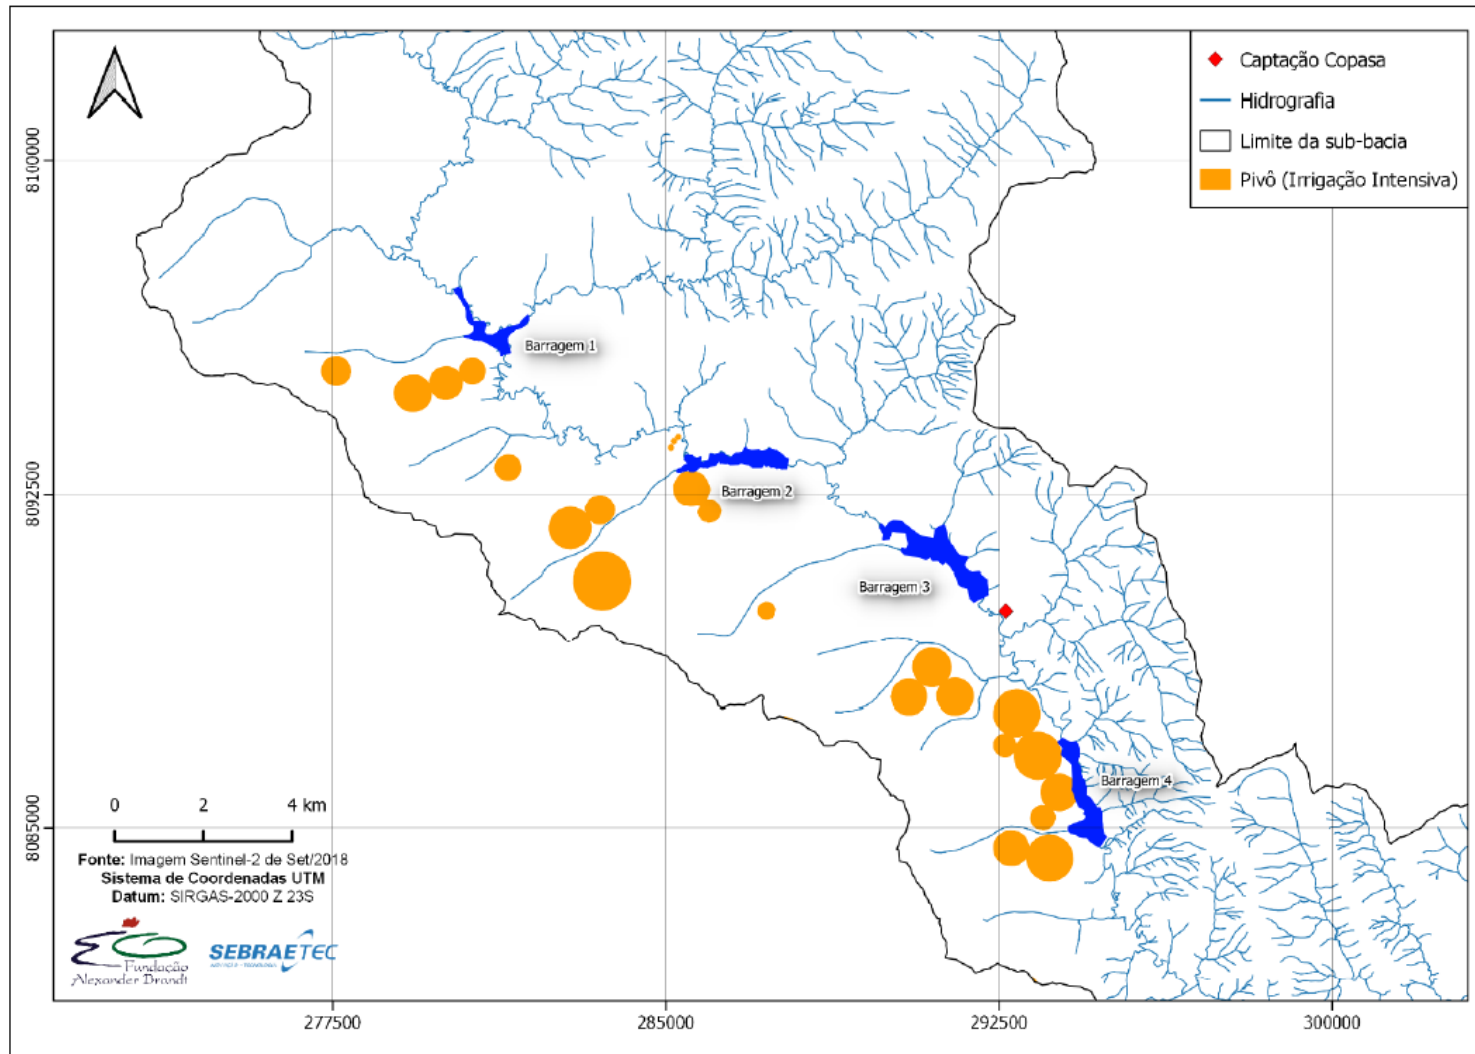 Captação Copasa
Hidrografia
Limite da sub-bacia
Pivô (Irrigação Intensiva)
8100000
8092500
8085000
Barragem 1
Barragem 2
Barragem 3
Barragem 4
0 2 4 km
Fonte: Imagem Sentinel-2 de Set/2018
Sistema de Coordenadas UTM
Datum: SIRGAS-2000 Z 23S
Fundação
Alexander Brandt
SEBRAETEC
277500 285000 292500 300000